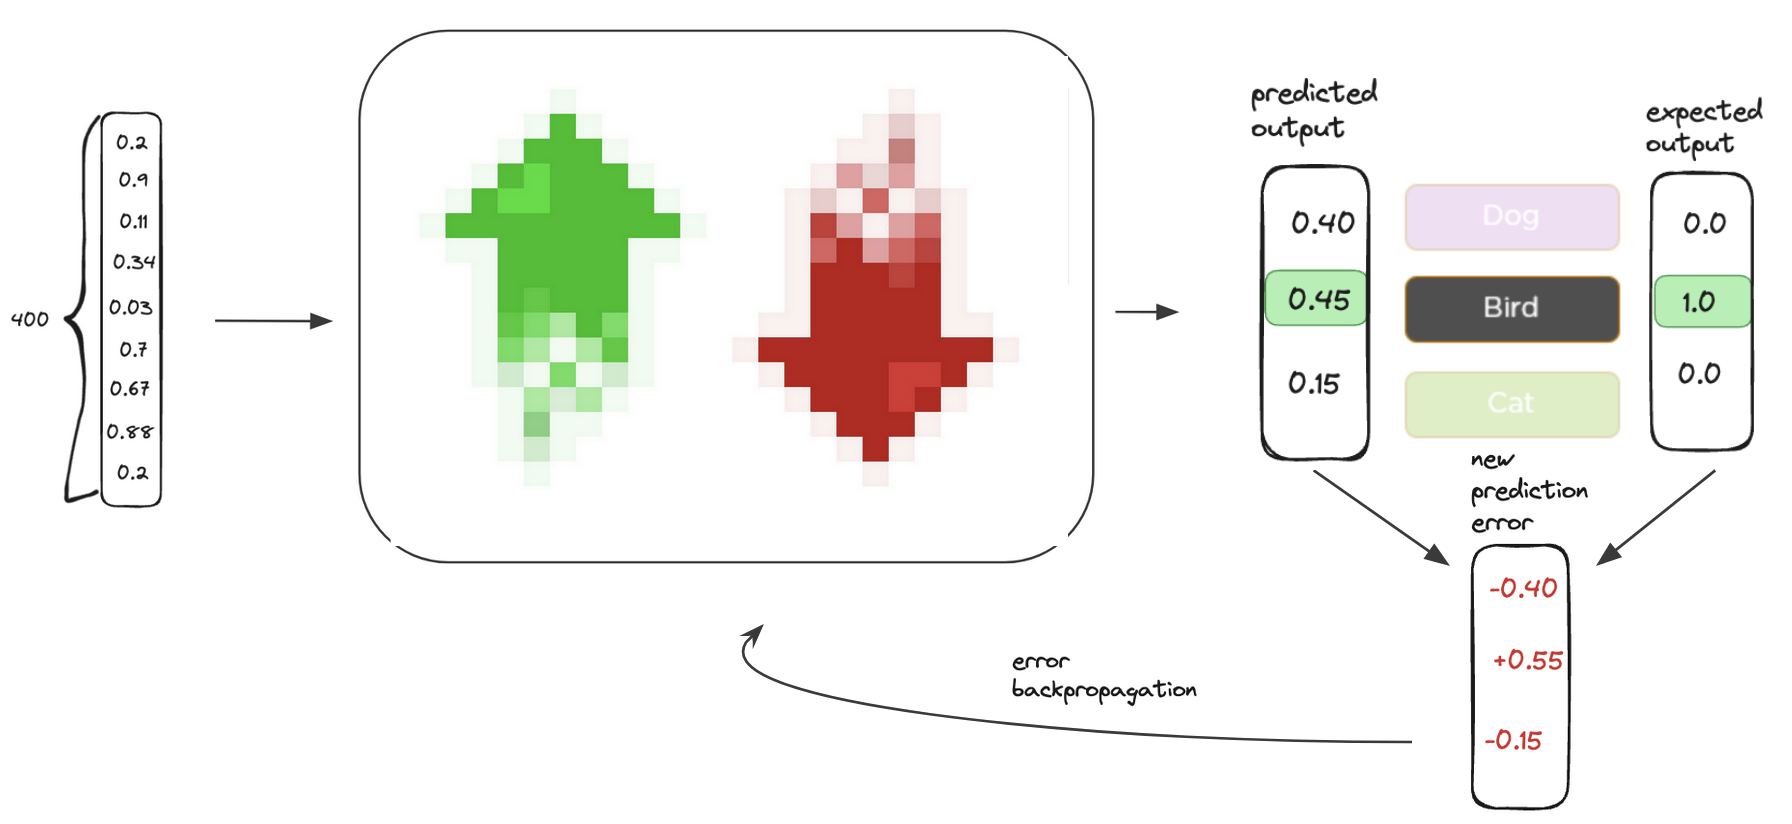 400
0.2
0.9
0.11
0.34
0.03
0.7
0.67
0.88
0.2
predicted
output
0.40
0.45
0.15
Dog
Bird
Cat
expected
output
0.0
1.0
0.0
new
prediction
error
-0.40
+0.55
-0.15
error
backpropagation